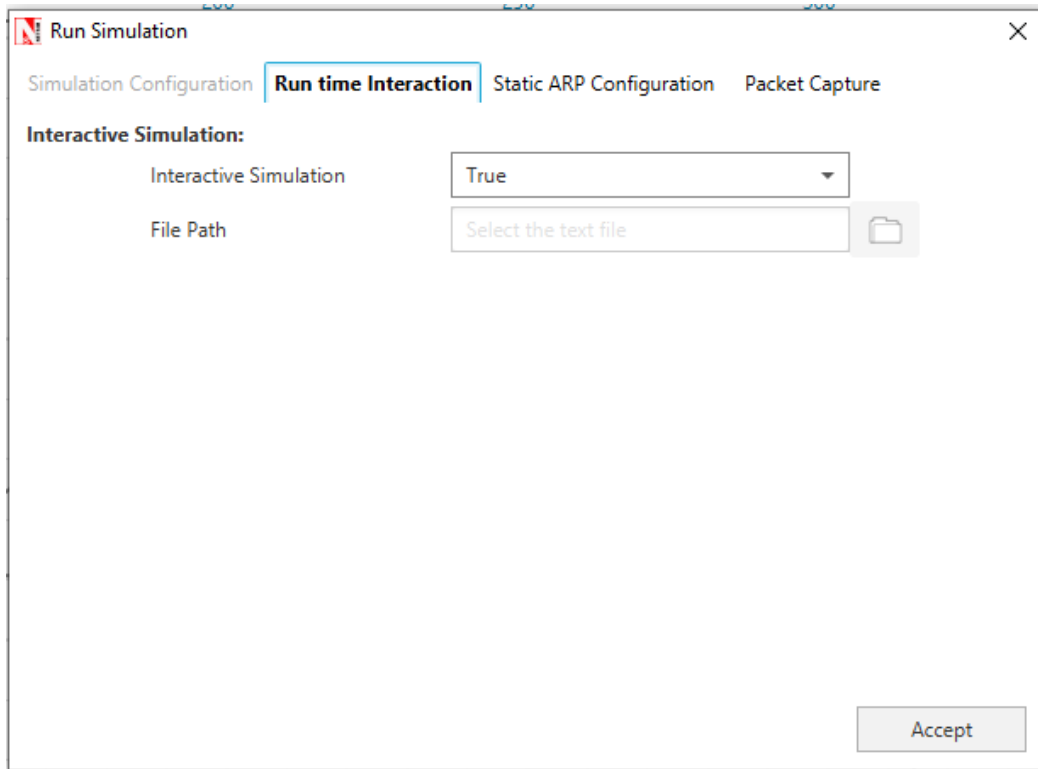 Run Simulation
Simulation Configuration Run time Interaction Static ARP Configuration Packet Capture
Interactive Simulation:
Interactive Simulation True
File Path Select the text file
Accept